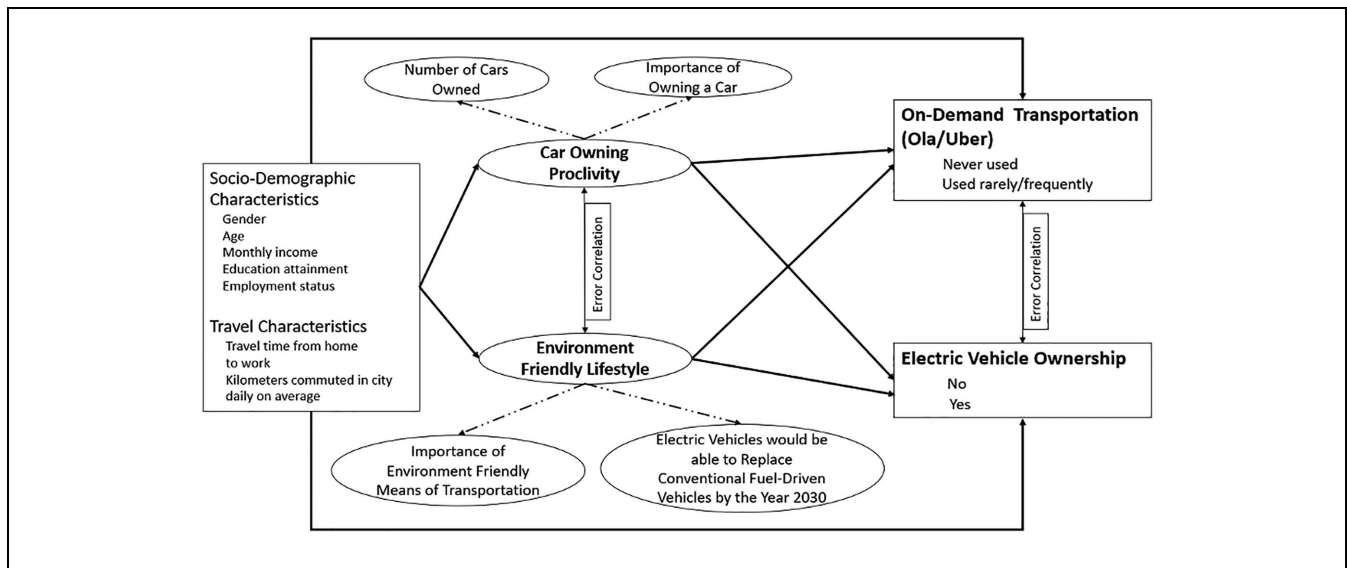 Number of Cars
Owned
Importance of
Owning a Car
On-Demand Transportation
(Ola/Uber)
Never used
Used rarely/frequently
Car Owning
Proclivity
Socio-Demographic
Characteristics
Gender
Age
Monthly income
Education attainment
Employment status
Travel Characteristics
Travel time from home
to work
Kilometers commuted in city
daily on average
Error Correlation
Error Correlation
Environment
Friendly Lifestyle
Electric Vehicle Ownership
No
Yes
Importance of
Environment Friendly
Means of Transportation
Electric Vehicles would be
able to Replace
Conventional Fuel-Driven
Vehicles by the Year 2030